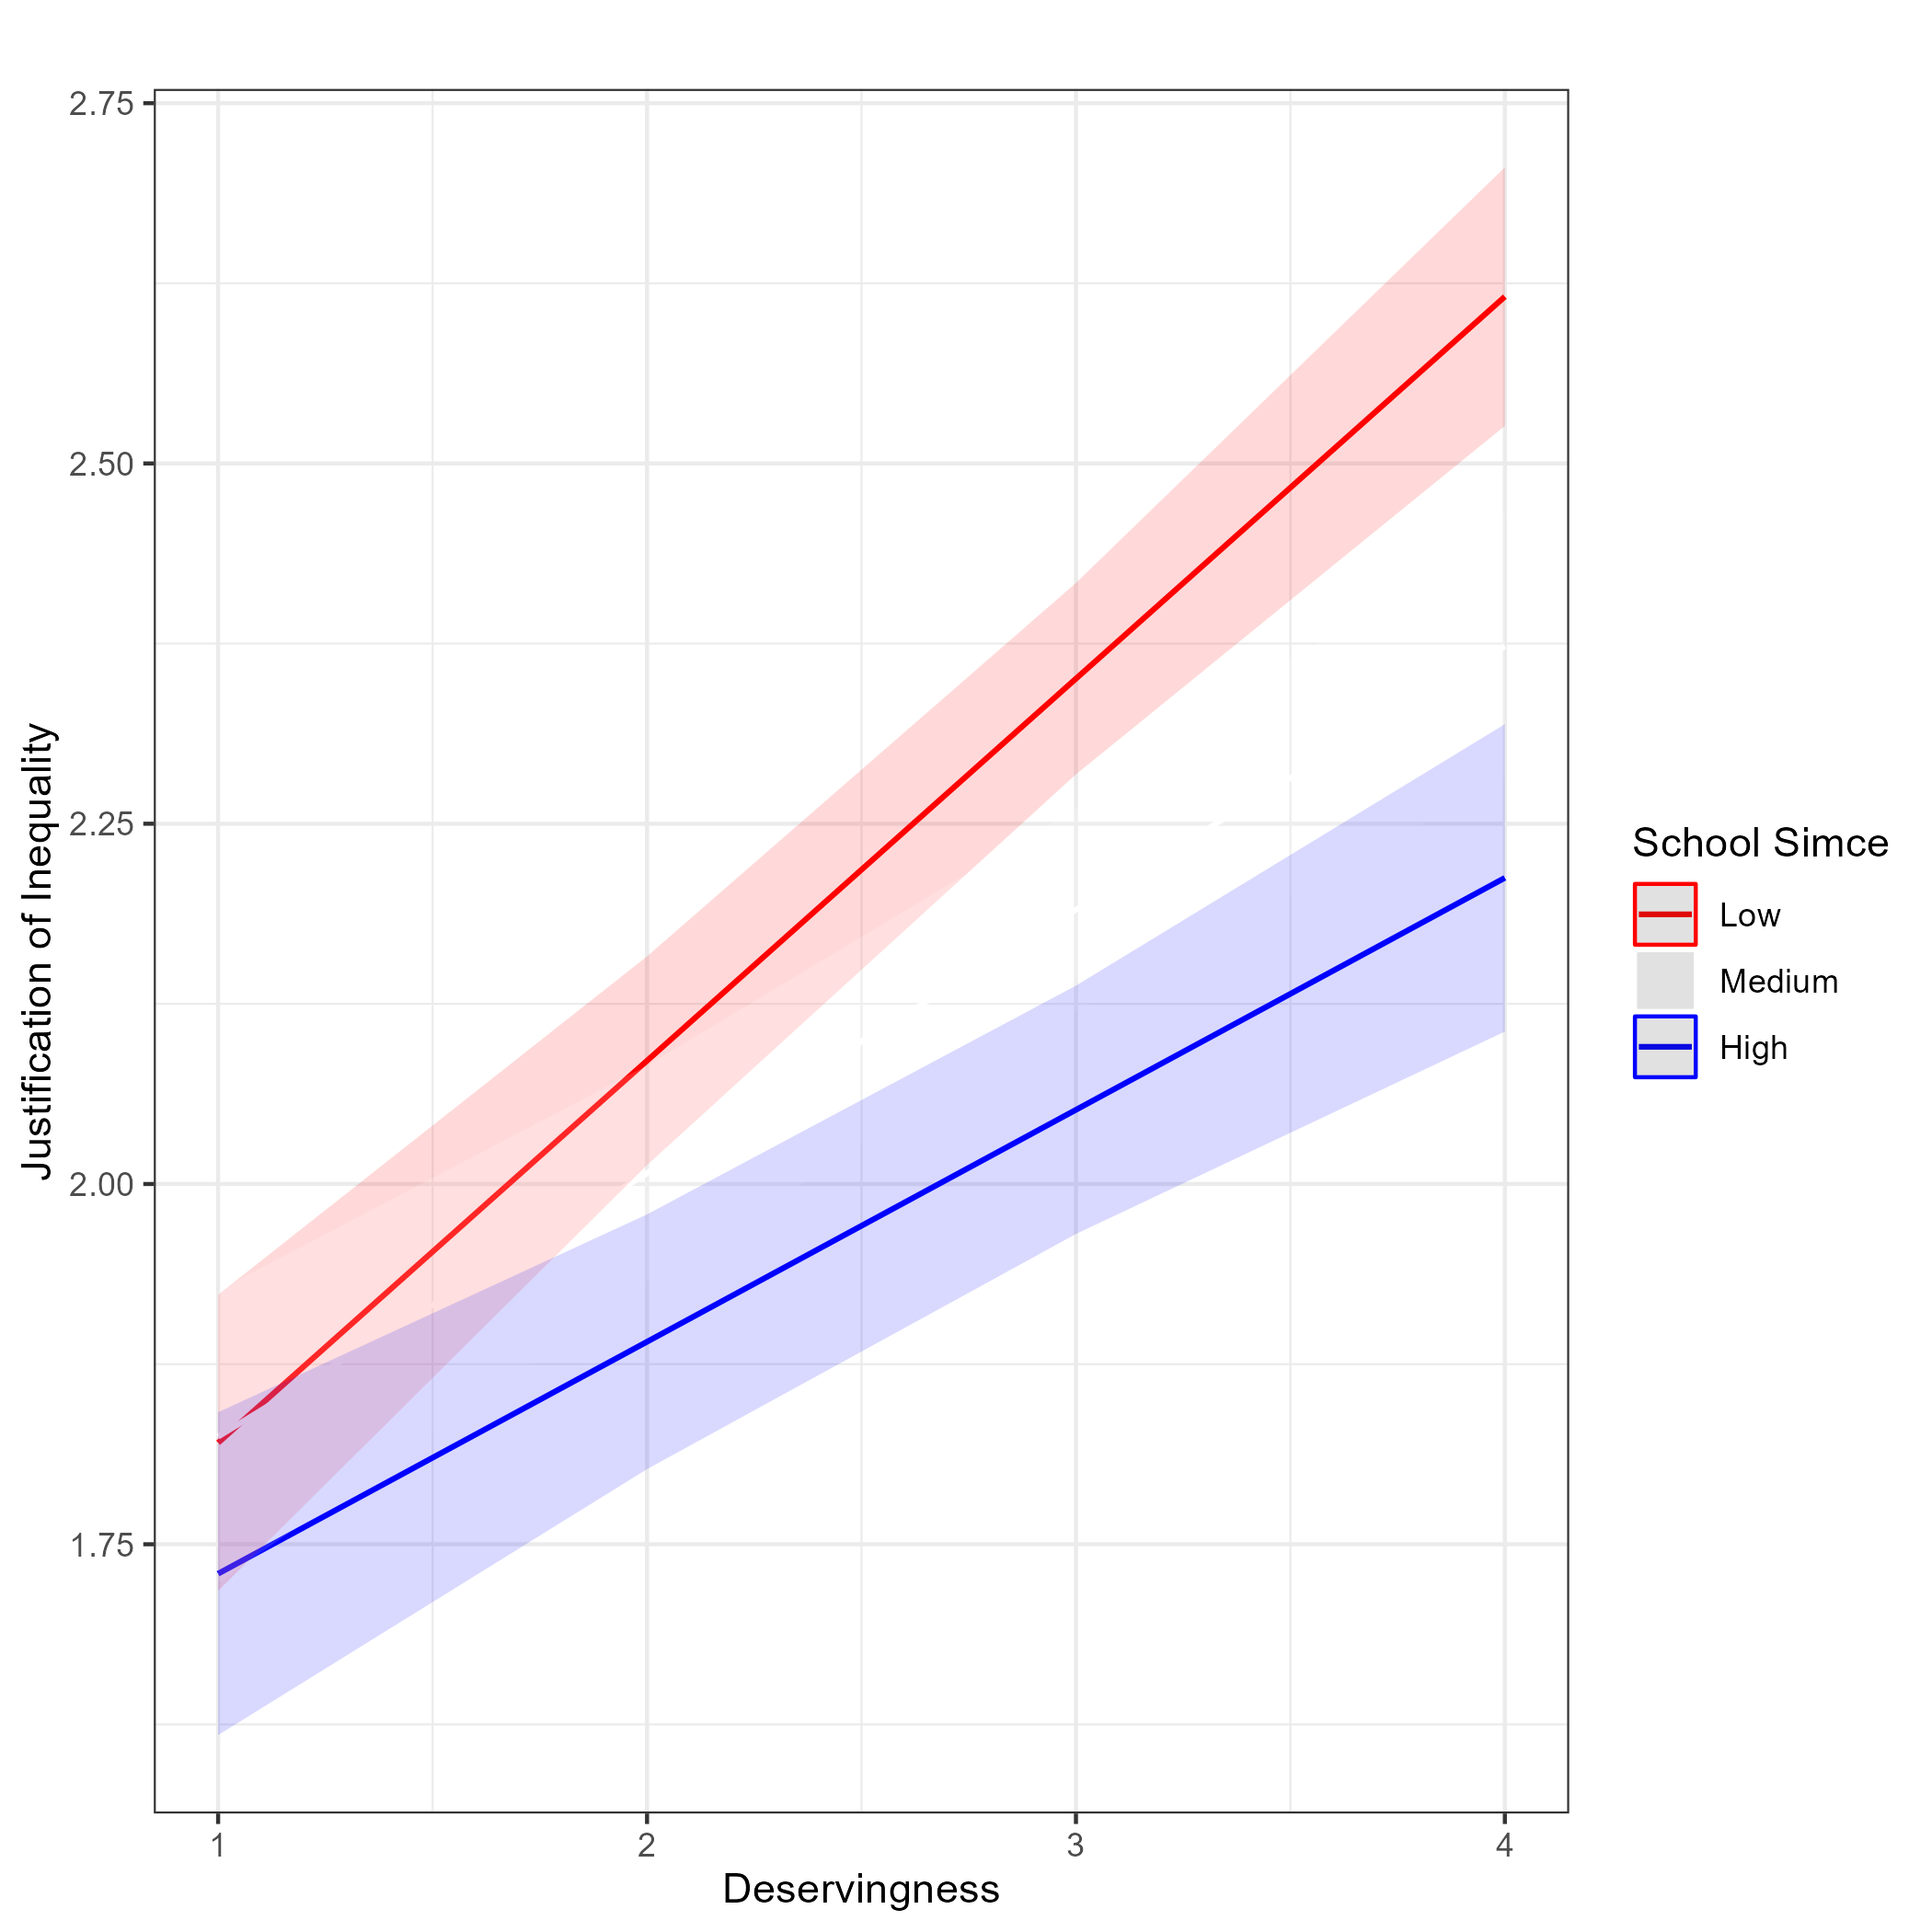 2.75
2.50
2.25
2.00
1.75
1
2
3
4
Deservingness
Justification of Inequality
School Simce
Low
Medium
High